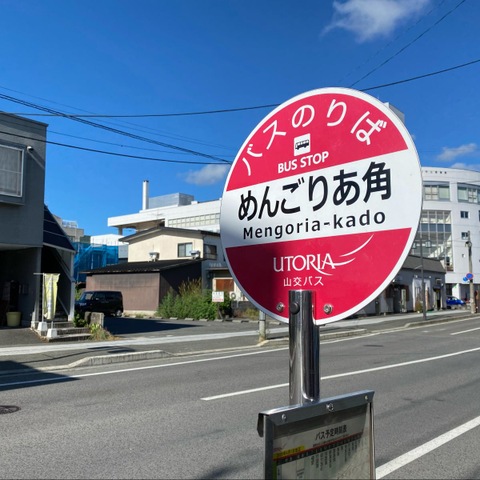 バスのりば
BUS STOP
めんごりあ角
Mengoria-kado
UTORIA
山交バス
バス予定時刻表